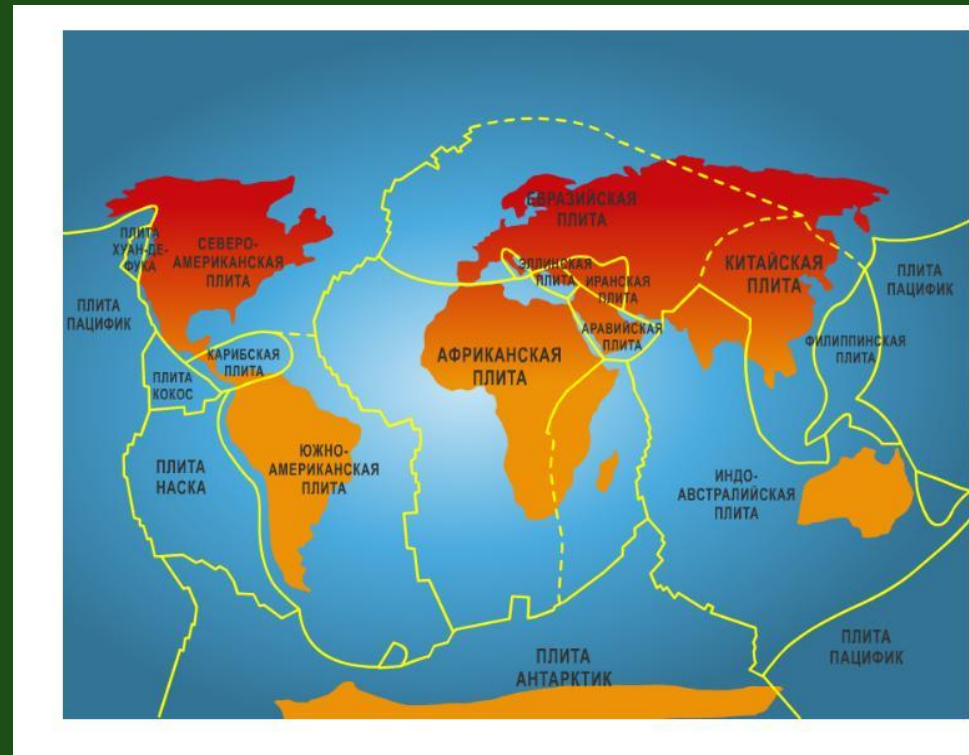 ЕВРАЗИЙСКАЯ
ПЛИТА
ПЛИТА
ХУАН-ДЕ-
ФУКА
СЕВЕРО-
АМЕРИКАНСКАЯ
ПЛИТА
ЭЛЛИНСКАЯ
ПЛИТА
ИРАНСКАЯ
ПЛИТА
КИТАЙСКАЯ
ПЛИТА
ПЛИТА
ПАЦИФИК
ПЛИТА
ПАЦИФИК
АРАВИЙСКАЯ
ПЛИТА
ФИЛИППИНСКАЯ
ПЛИТА
КАРИБСКАЯ
ПЛИТА
АФРИКАНСКАЯ
ПЛИТА
ПЛИТА
КОКОС
ПЛИТА
НАСКА
ЮЖНО-
АМЕРИКАНСКАЯ
ПЛИТА
ИНДО-
АВСТРАЛИЙСКАЯ
ПЛИТА
ПЛИТА
ПАЦИФИК
ПЛИТА
АНТАРКТИК